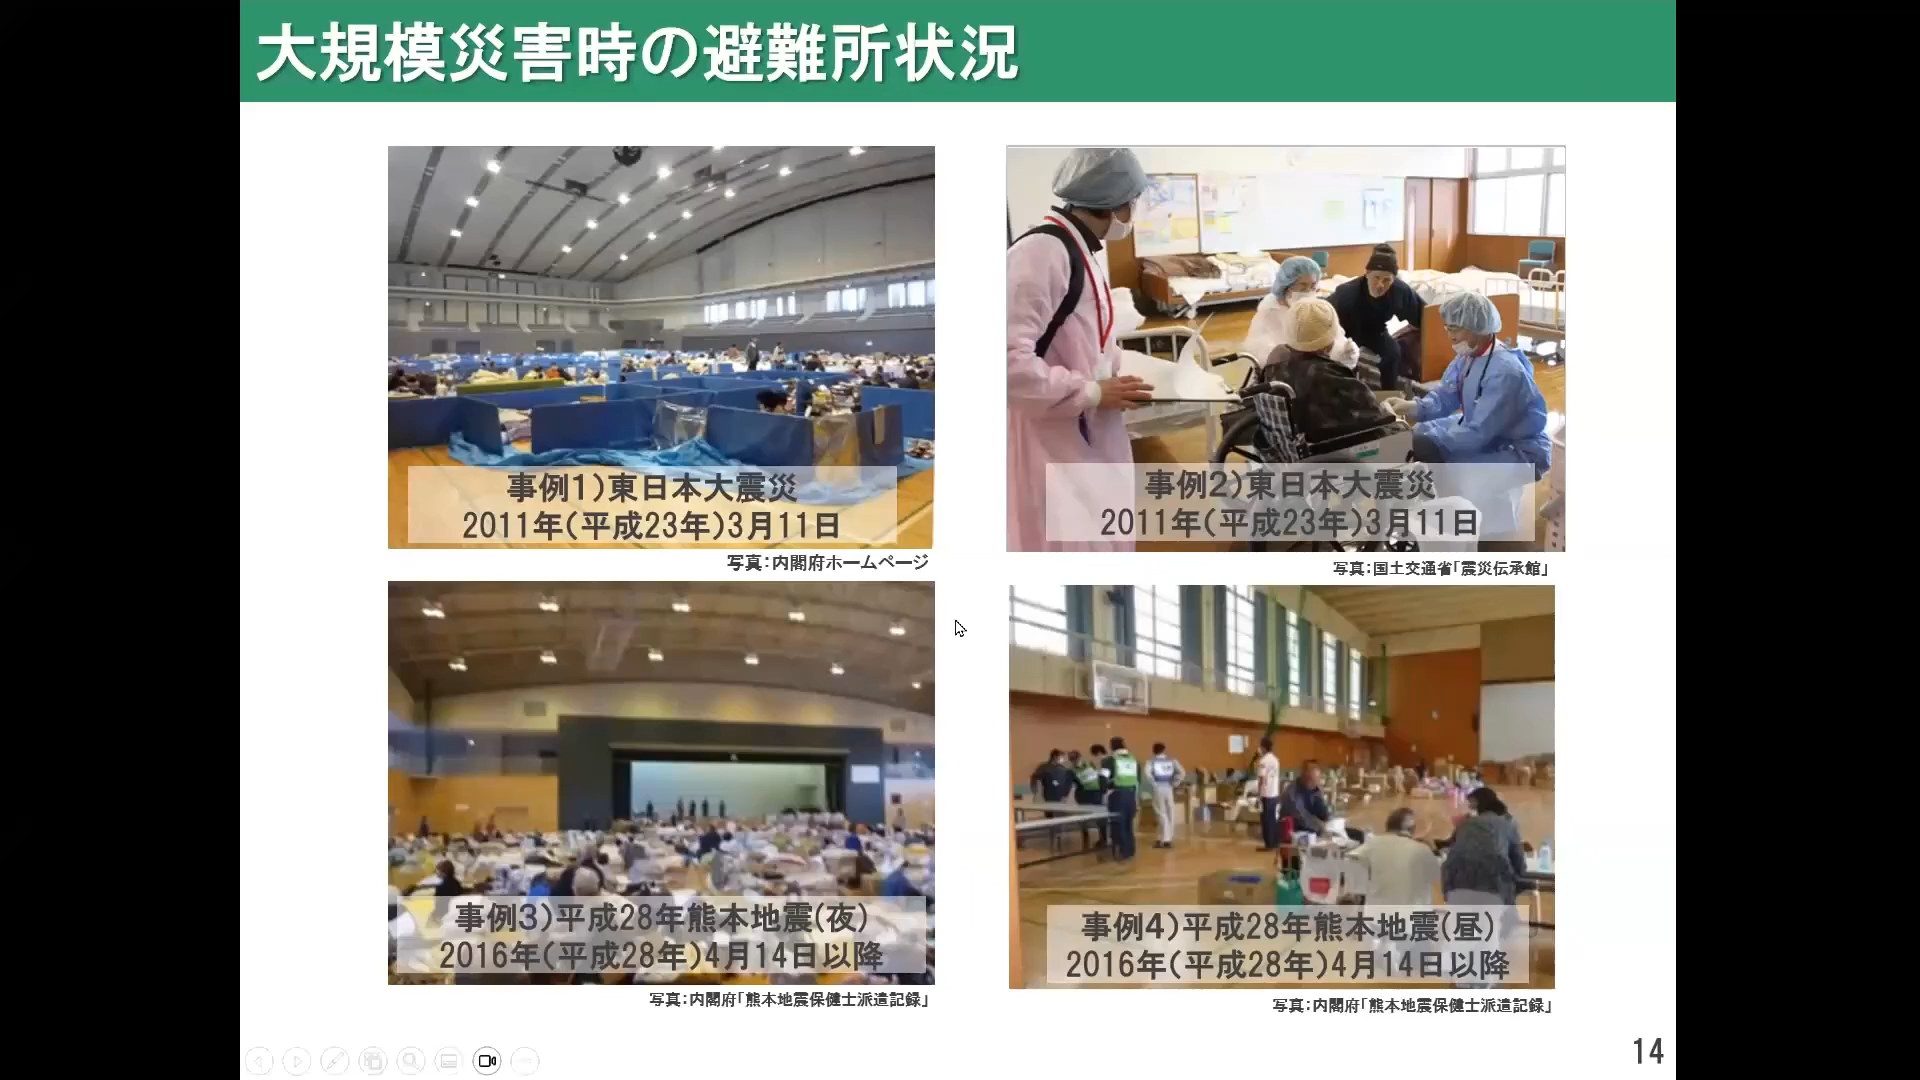 大規模災害時の避難所状況
事例1)東日本大震災
2011年(平成23年)3月11日
写真:内閣府ホームページ
事例2)東日本大震災
2011年(平成23年)3月11日
写真:国土交通省「震災伝承館」
事例3)平成28年熊本地震(夜)
2016年(平成28年)4月14日以降
写真:内閣府「熊本地震保健士派遣記録」
事例4)平成28年熊本地震(昼)
2016年(平成28年)4月14日以降
写真:内閣府「熊本地震保健士派遣記録」
14